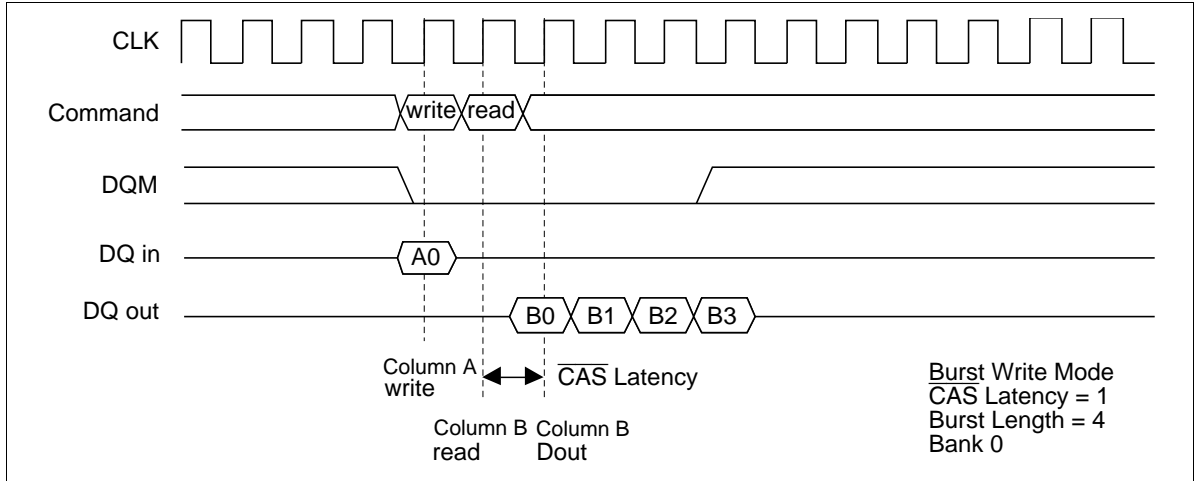 CLK
Command
write read
DQM
DQ in
A0
DQ out
B0 B1 B2 B3
Column A
write
CAS Latency
Column B
read
Column B
Dout
Burst Write Mode
CAS Latency = 1
Burst Length = 4
Bank 0